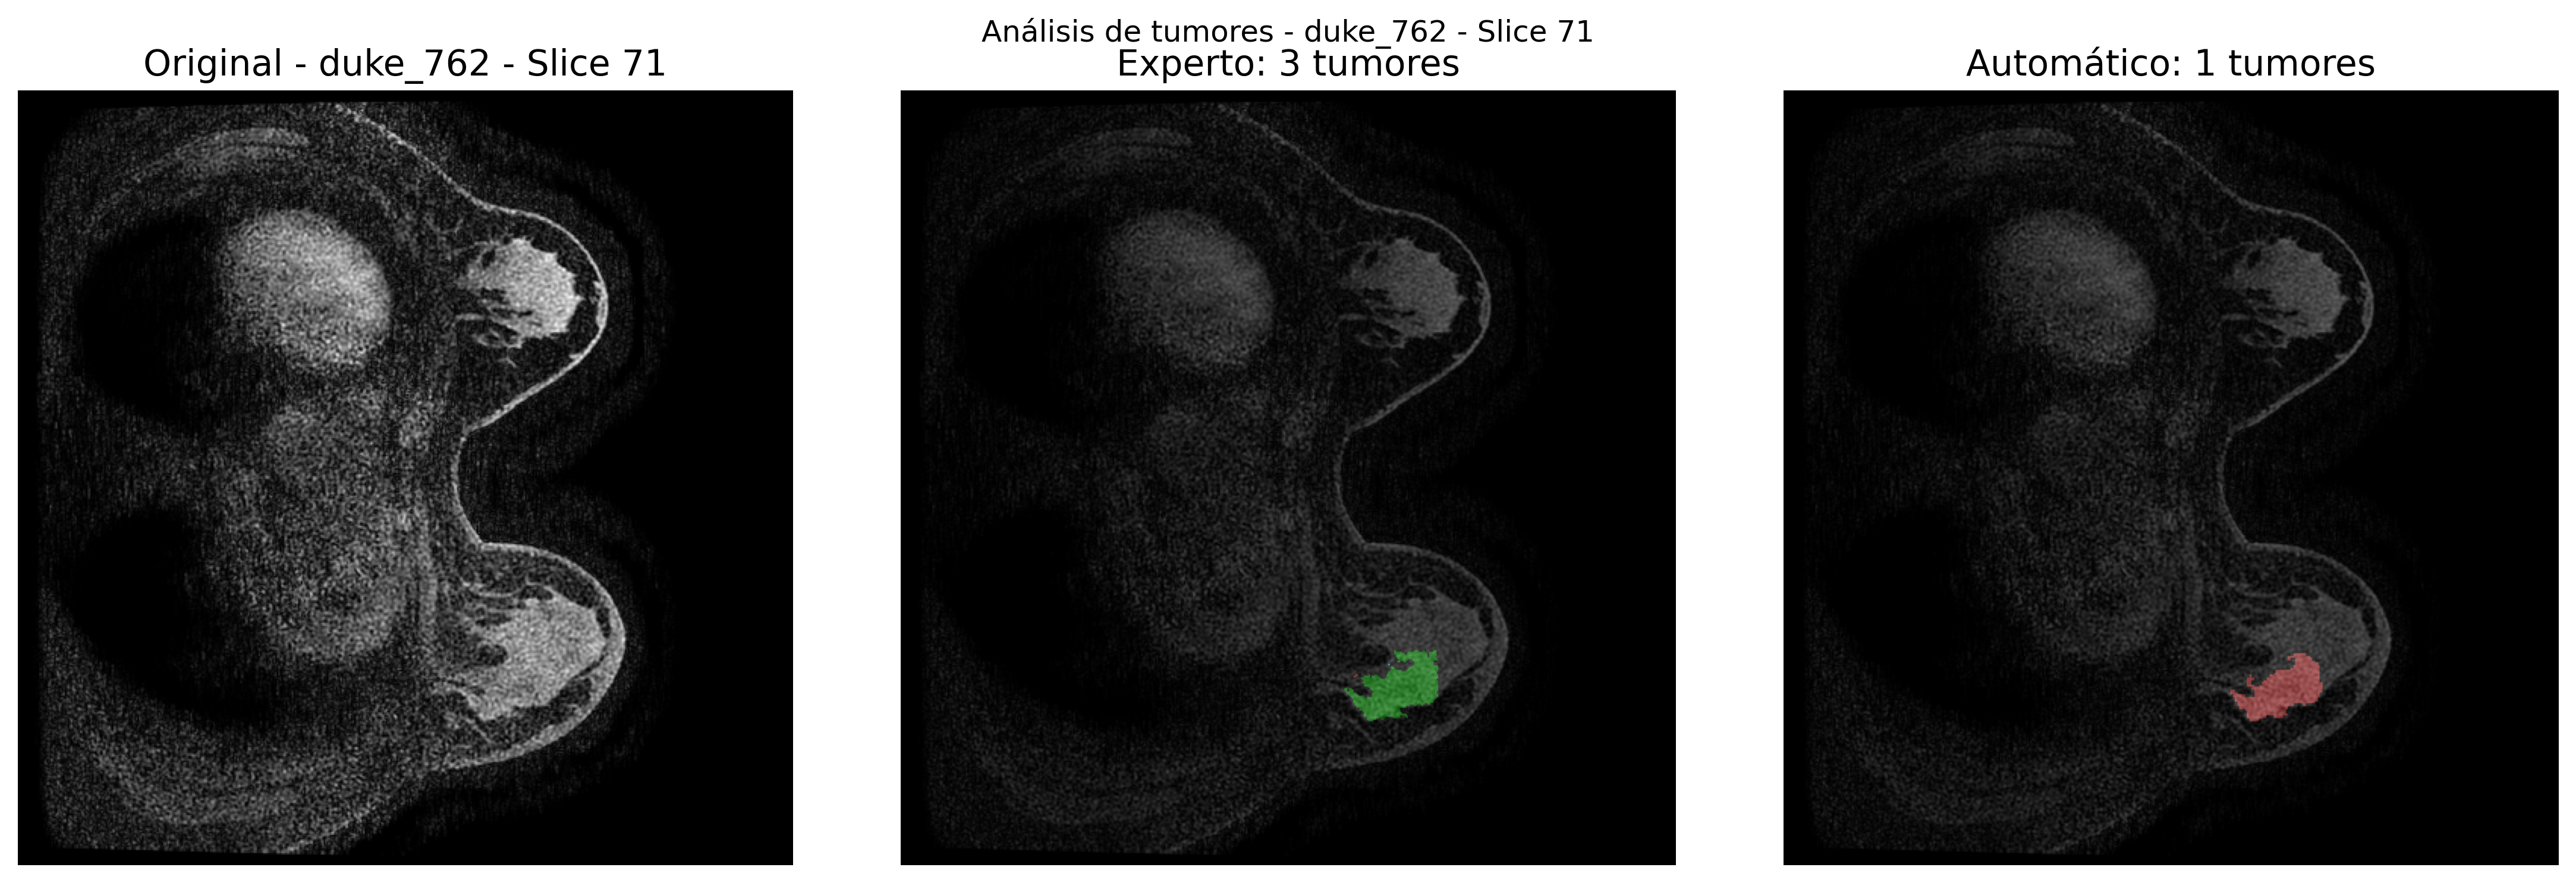 Análisis de tumores - duke_762 - Slice 71
Original - duke_762 - Slice 71
Experto: 3 tumores
Automático: 1 tumores